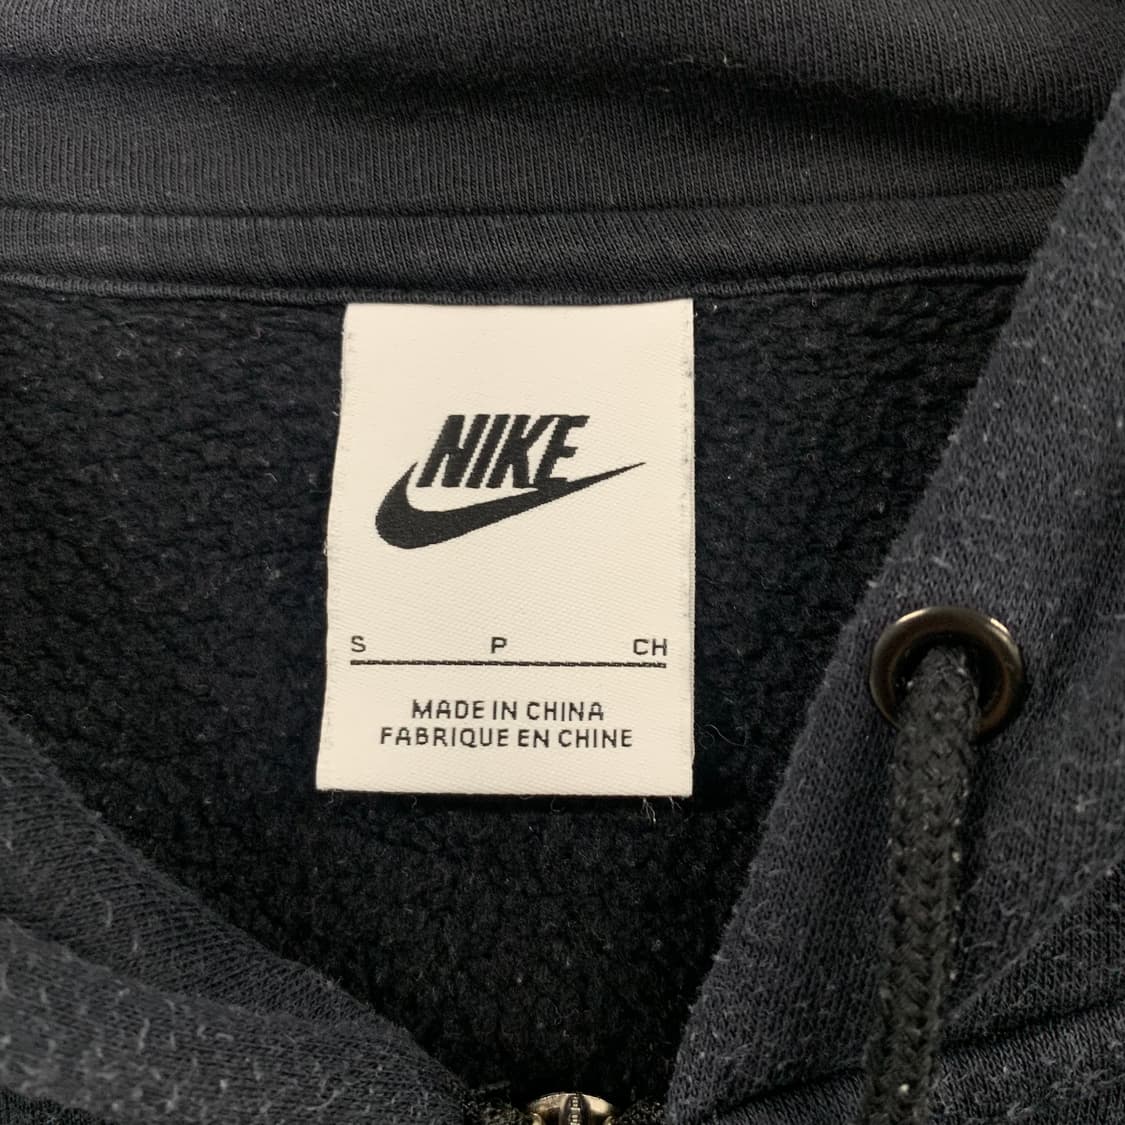 NIKE
S P CH
MADE IN CHINA
FABRIQUE EN CHINE